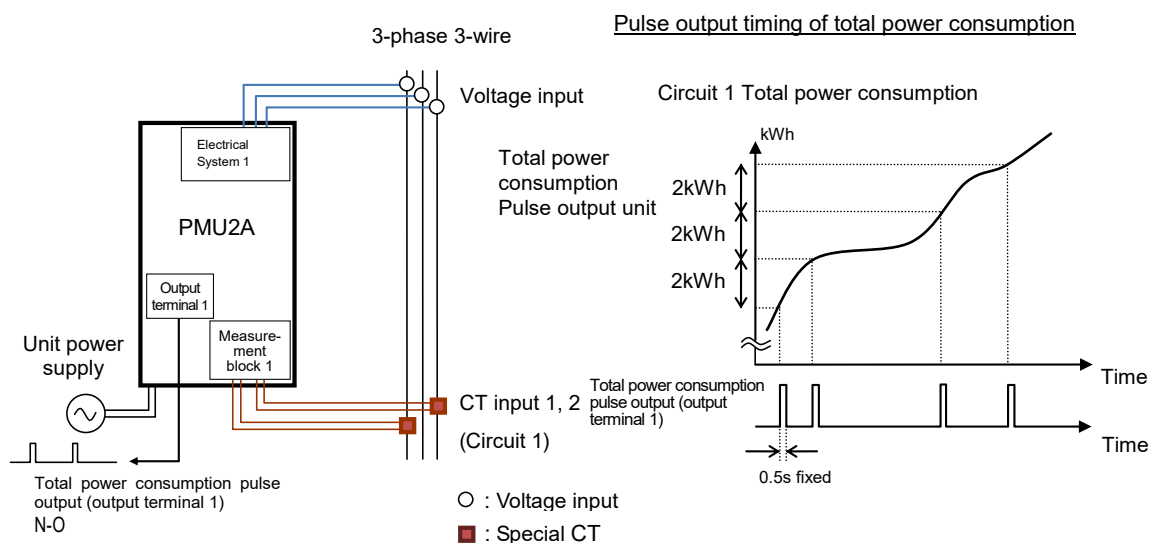 Pulse output timing of total power consumption
3-phase 3-wire
Voltage input
Electrical
System 1
PMU2A
Output
terminal 1
Measure-
ment
block 1
Unit power
supply
CT input 1, 2
(Circuit 1)
Total power consumption pulse
output (output terminal 1)
N-O
: Voltage input
: Special CT
Total power
consumption
Pulse output unit
Circuit 1 Total power consumption
kWh
2kWh
2kWh
2kWh
Time
Total power consumption
pulse output (output
terminal 1)
Time
0.5s fixed